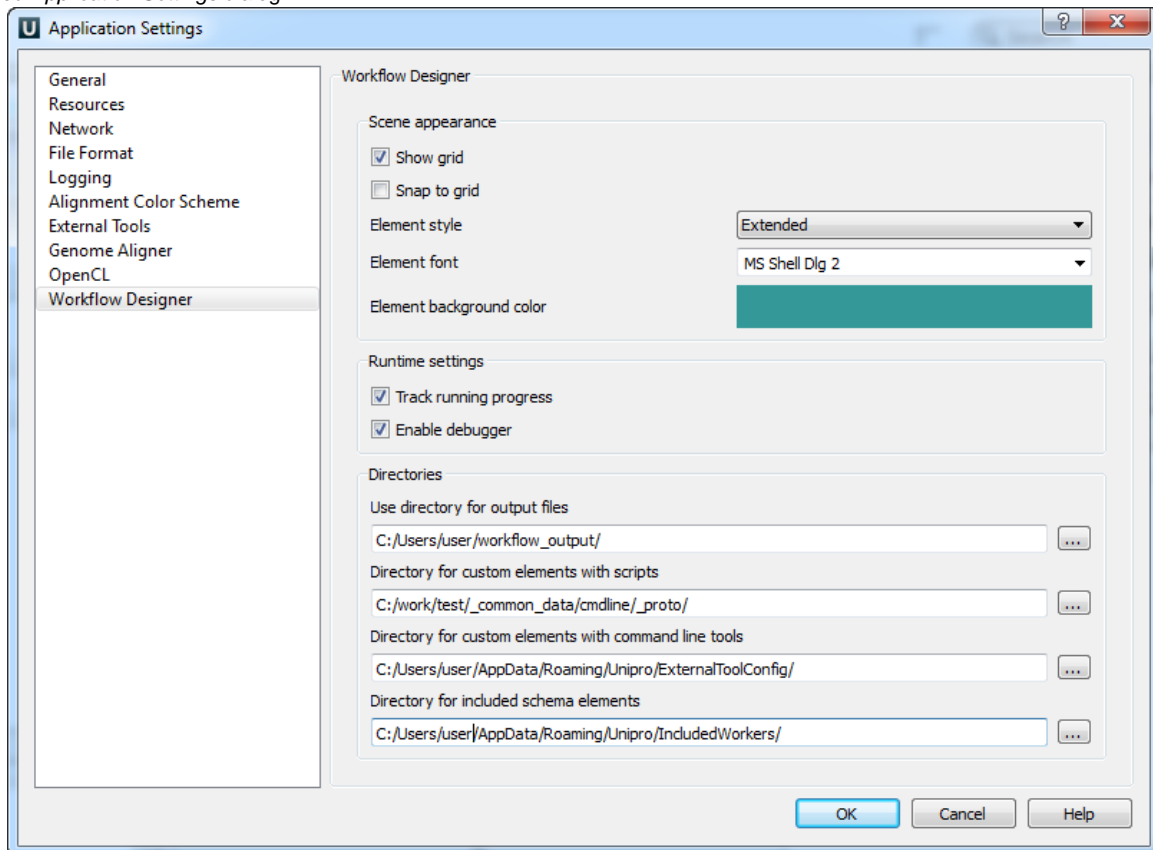 Application Settings
General
Resources
Network
File Format
Logging
Alignment Color Scheme
External Tools
Genome Aligner
OpenCL
Workflow Designer
Workflow Designer
Scene appearance
Show grid
Snap to grid
Element style
Extended
Element font
MS Shell Dlg 2
Element background color
Runtime settings
Track running progress
Enable debugger
Directories
Use directory for output files
C:/Users/user/workflow_output/
...
Directory for custom elements with scripts
C:/work/test/_common_data/cmdline/_proto/
...
Directory for custom elements with command line tools
C:/Users/user/AppData/Roaming/Unipro/ExternalToolConfig/
...
Directory for included schema elements
C:/Users/user/AppData/Roaming/Unipro/IncludedWorkers/
...
OK Cancel Help